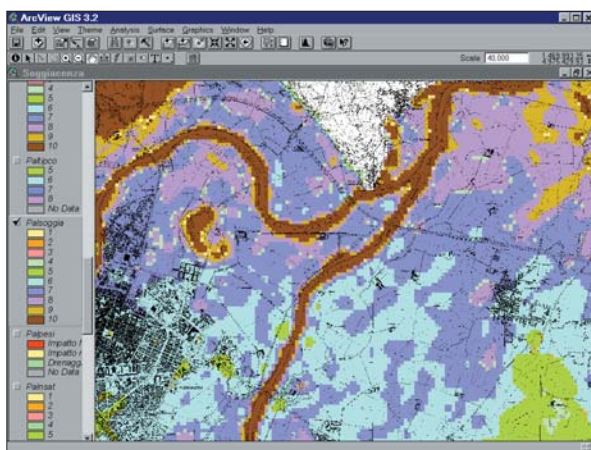 ArcView GIS 3.2
File Edit View Theme Analysis Surface Graphics Window Help
Scale 40.000
Soggiacenza
4
5
6
7
8
9
10
Paltipco
5
6
7
8
No Data
Palsoggia
1
2
3
4
5
6
7
8
9
10
Palpesi
Impatto
Impatto
Drenagg
No Data
Painsat
1
2
3
4
5